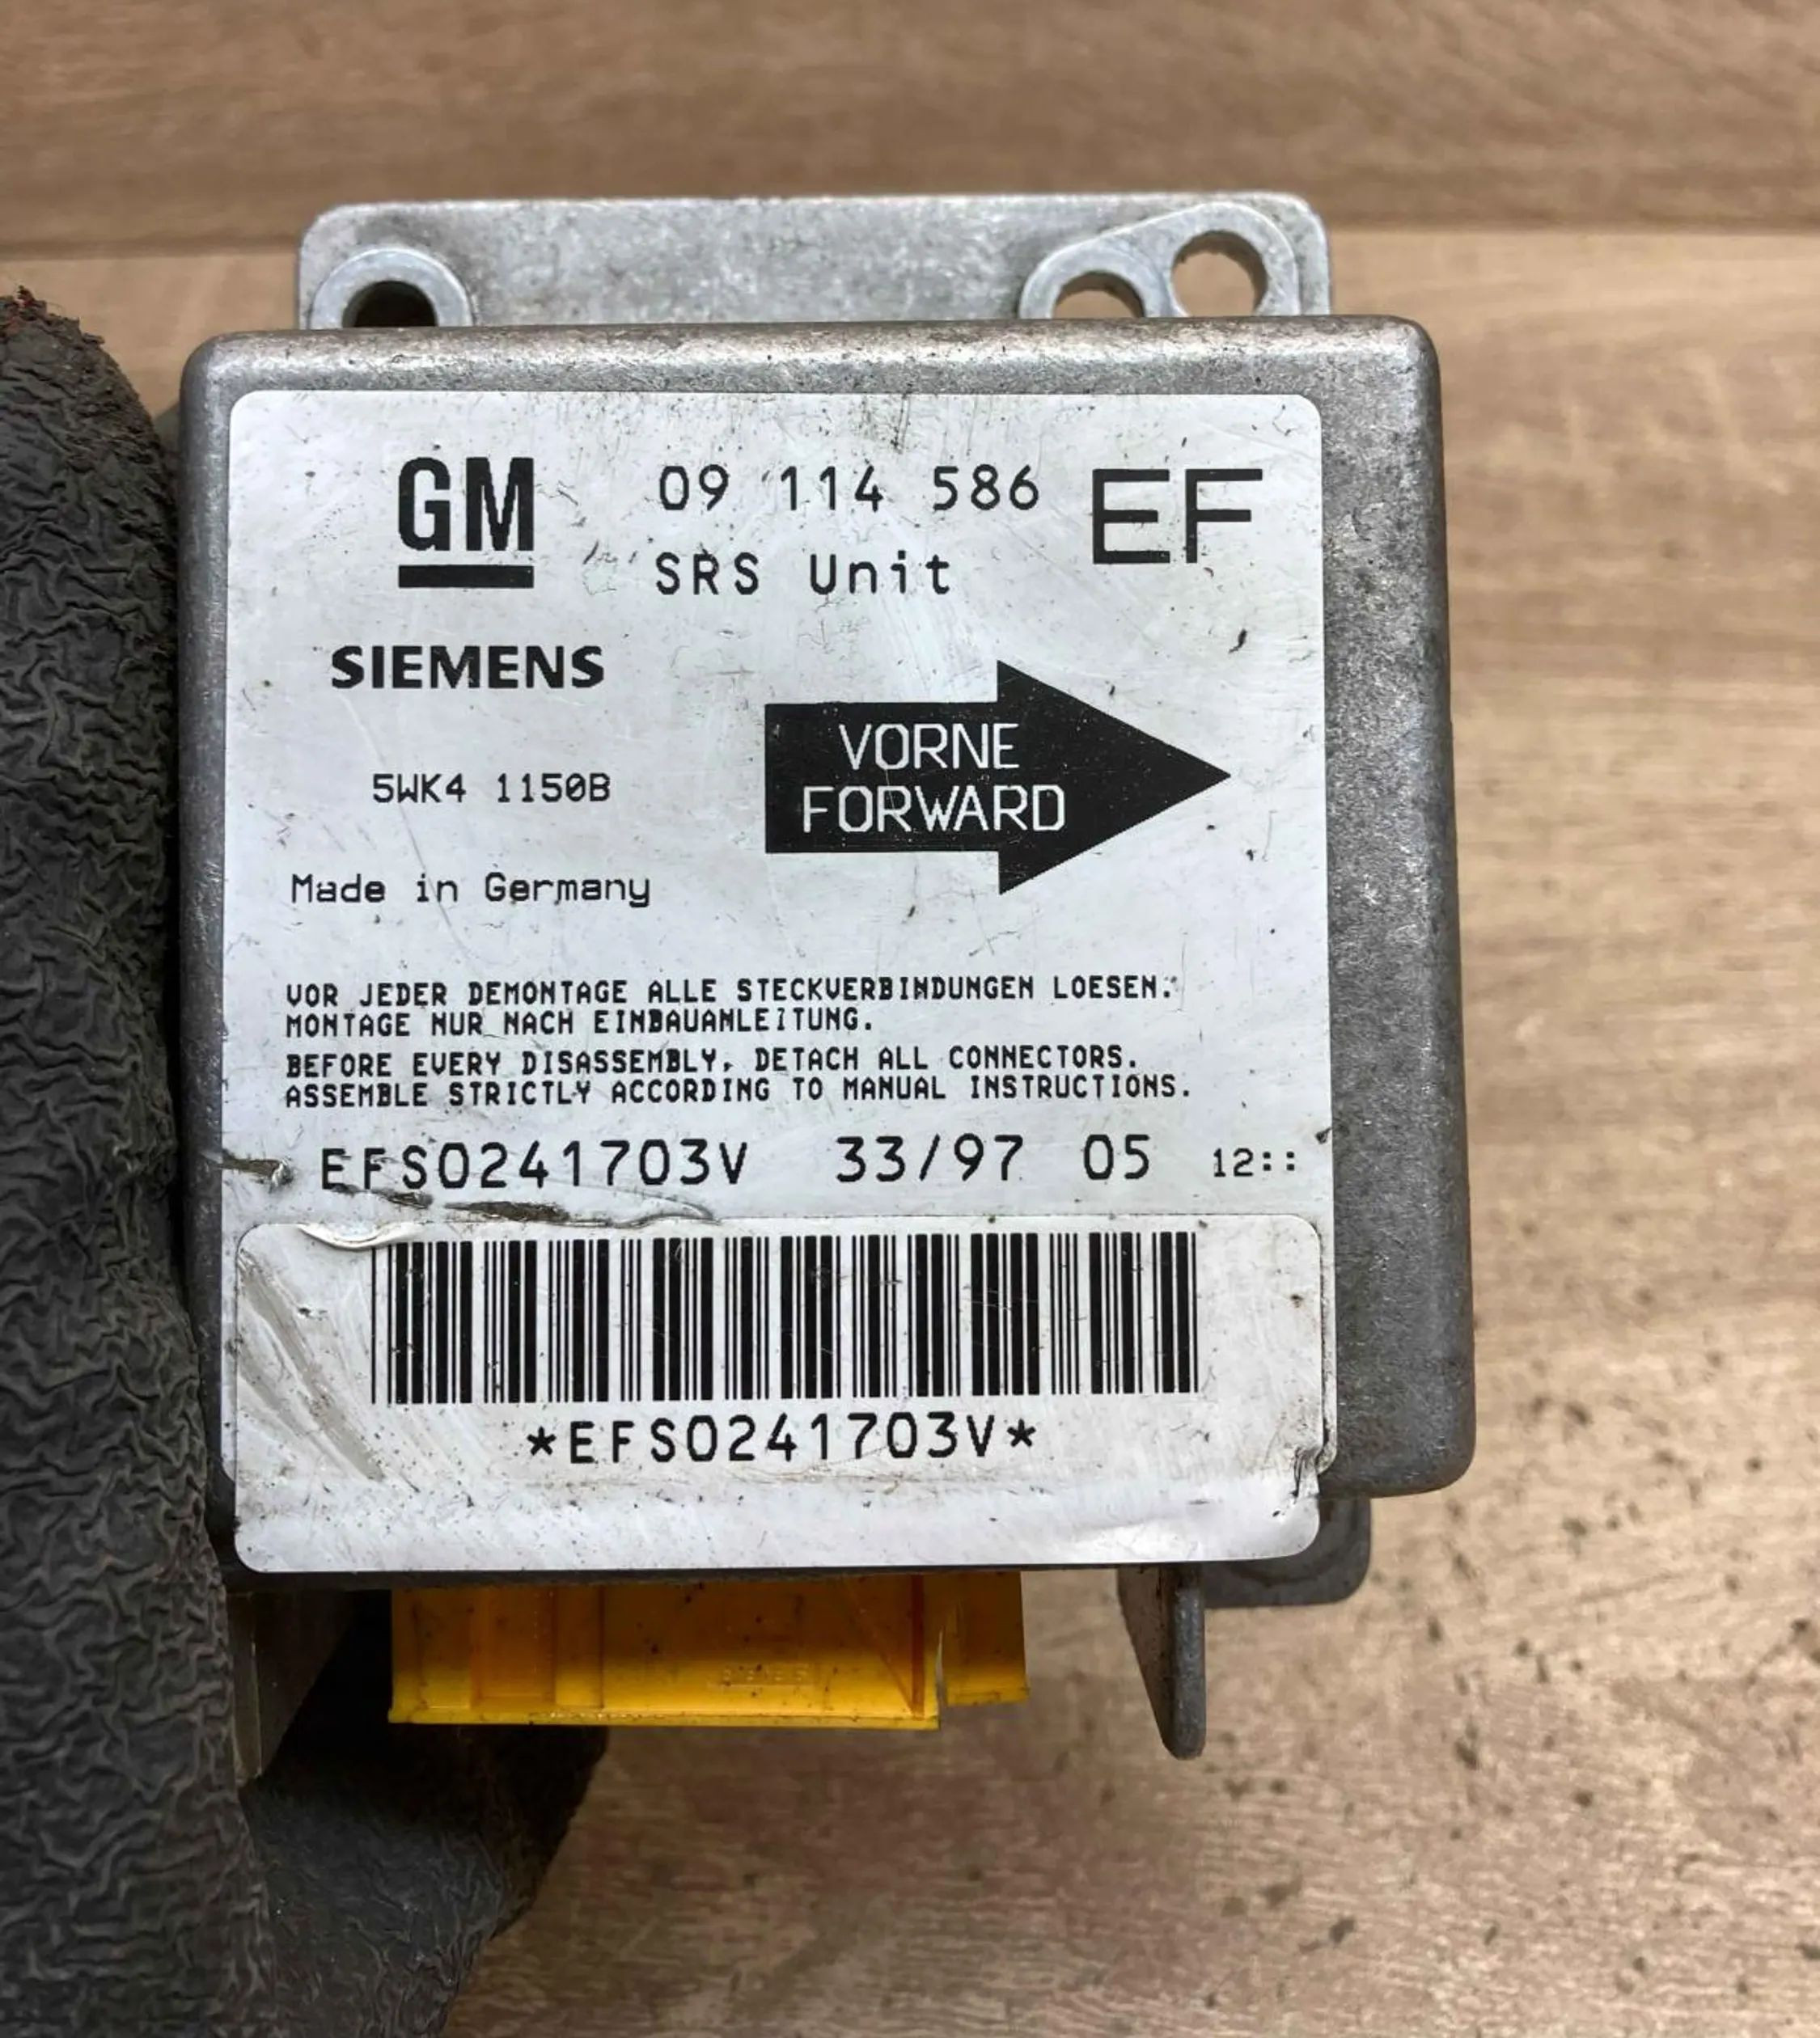 GM 09 114 586 EF
SRS Unit
SIEMENS
VORNE
FORWARD
5WK4 1150B
Made in Germany
VOR JEDER DEMONTAGE ALLE STECKVERBINDUNGEN LOESEN.
MONTAGE NUR NACH EINBAUANLEITUNG.
BEFORE EVERY DISASSEMBLY, DETACH ALL CONNECTORS.
ASSEMBLE STRICTLY ACCORDING TO MANUAL INSTRUCTIONS.
EFS0241703V 33/97 05 12::
*EFS0241703V*